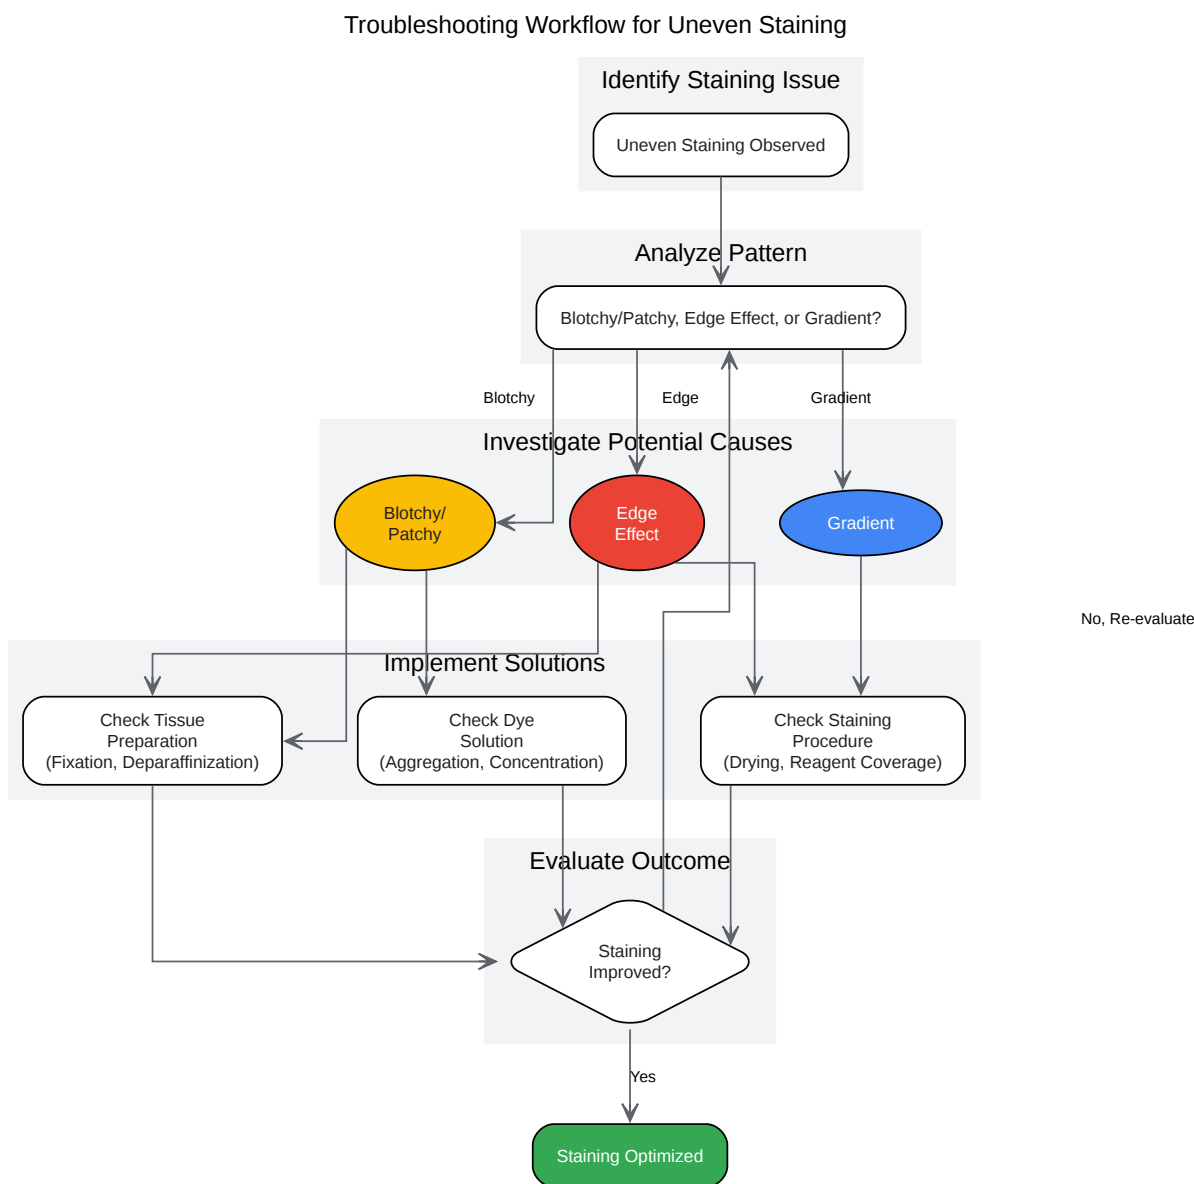 Troubleshooting Workflow for Uneven Staining
Identify Staining Issue
Uneven Staining Observed
Analyze Pattern
Blotchy/Patchy, Edge Effect, or Gradient?
Blotchy
Edge
Gradient
Investigate Potential Causes
Blotchy/
Patchy
Edge
Effect
Gradient
No, Re-evaluate
Implement Solutions
Check Tissue
Preparation
(Fixation, Deparaffinization)
Check Dye
Solution
(Aggregation, Concentration)
Check Staining
Procedure
(Drying, Reagent Coverage)
Evaluate Outcome
Staining
Improved?
Yes
Staining Optimized